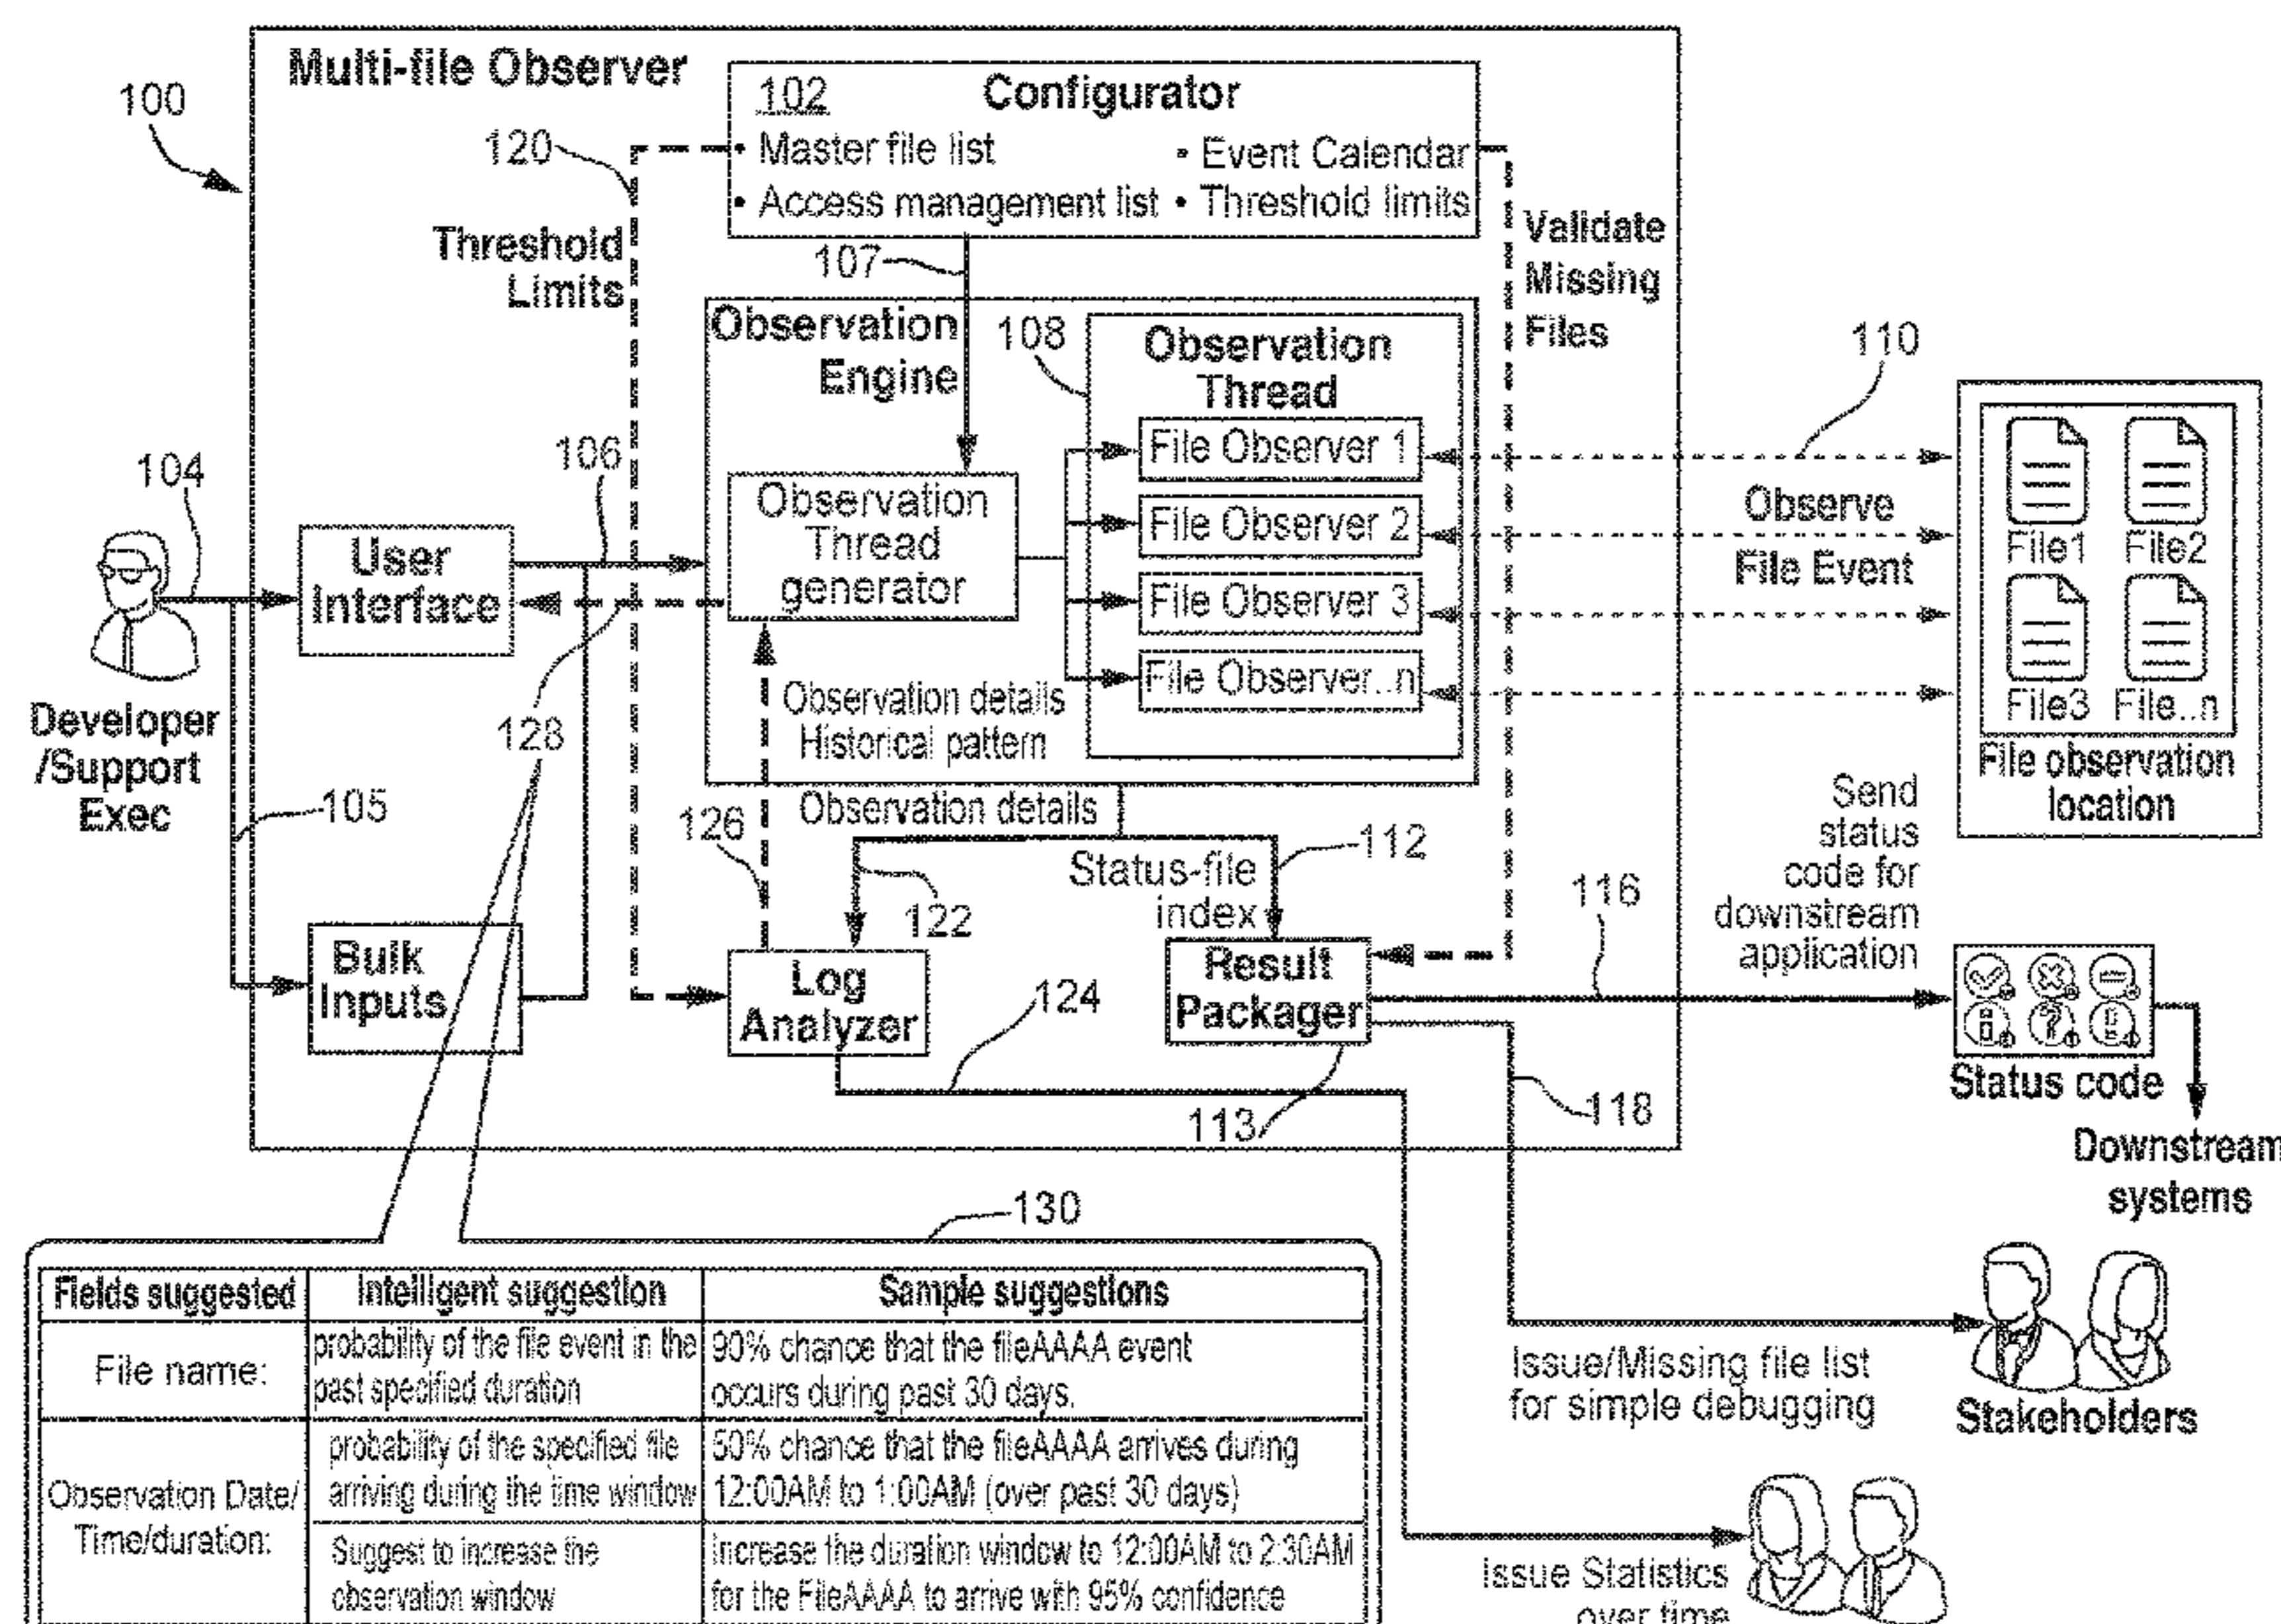 Multi-file Observer
100
102
Configurator
• Master file list
• Event Calendar
• Access management list
• Threshold limits
120
Threshold
Limits
107
Validate
Missing
Files
Observation
Engine
108
Observation
Thread
110
File Observer 1
File Observer 2
File Observer 3
File Observer..n
Observation
Thread
generator
106
104
User
Interface
Developer
/Support
Exec
105
128
Observe
File Event
File1
File2
File3
File..n
File observation
location
Observation details
Historical pattern
Observation details
126
122
Status-file
index
112
Send
status
code for
downstream
application
116
Bulk
Inputs
Log
Analyzer
Result
Packager
124
113
118
Status code
Downstream
systems
130
Fields suggested
Intelligent suggestion
Sample suggestions
File name:
probability of the file event in the
past specified duration
90% chance that the fileAAAA event
occurs during past 30 days.
Observation Date/
Time/duration:
probability of the specified file
arriving during the time window
50% chance that the fileAAAA arrives during
12:00AM to 1:00AM (over past 30 days)
Suggest to increase the
observation window
increase the duration window to 12:00AM to 2:30AM
for the FileAAAA to arrive with 95% confidence
Issue/Missing file list
for simple debugging
Stakeholders
Issue Statistics
over time